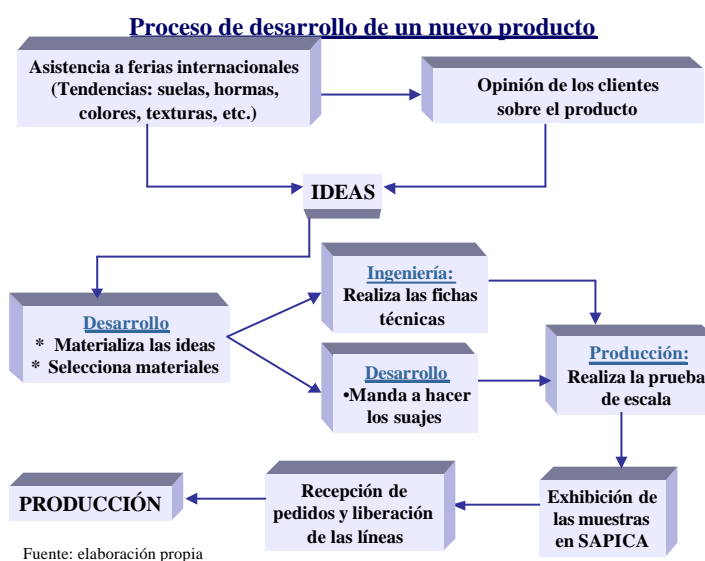 Proceso de desarrollo de un nuevo producto
Asistencia a ferias internacionales
(Tendencias: suelas, hormas,
colores, texturas, etc.)
Opinión de los clientes
sobre el producto
IDEAS
Desarrollo
* Materializa las ideas
* Selecciona materiales
Ingeniería:
Realiza las fichas
técnicas
Desarrollo
•Manda a hacer
los suajes
Producción:
Realiza la prueba
de escala
Exhibición de
las muestras
en SAPICA
Recepción de
pedidos y liberación
de las líneas
PRODUCCIÓN
Fuente: elaboración propia